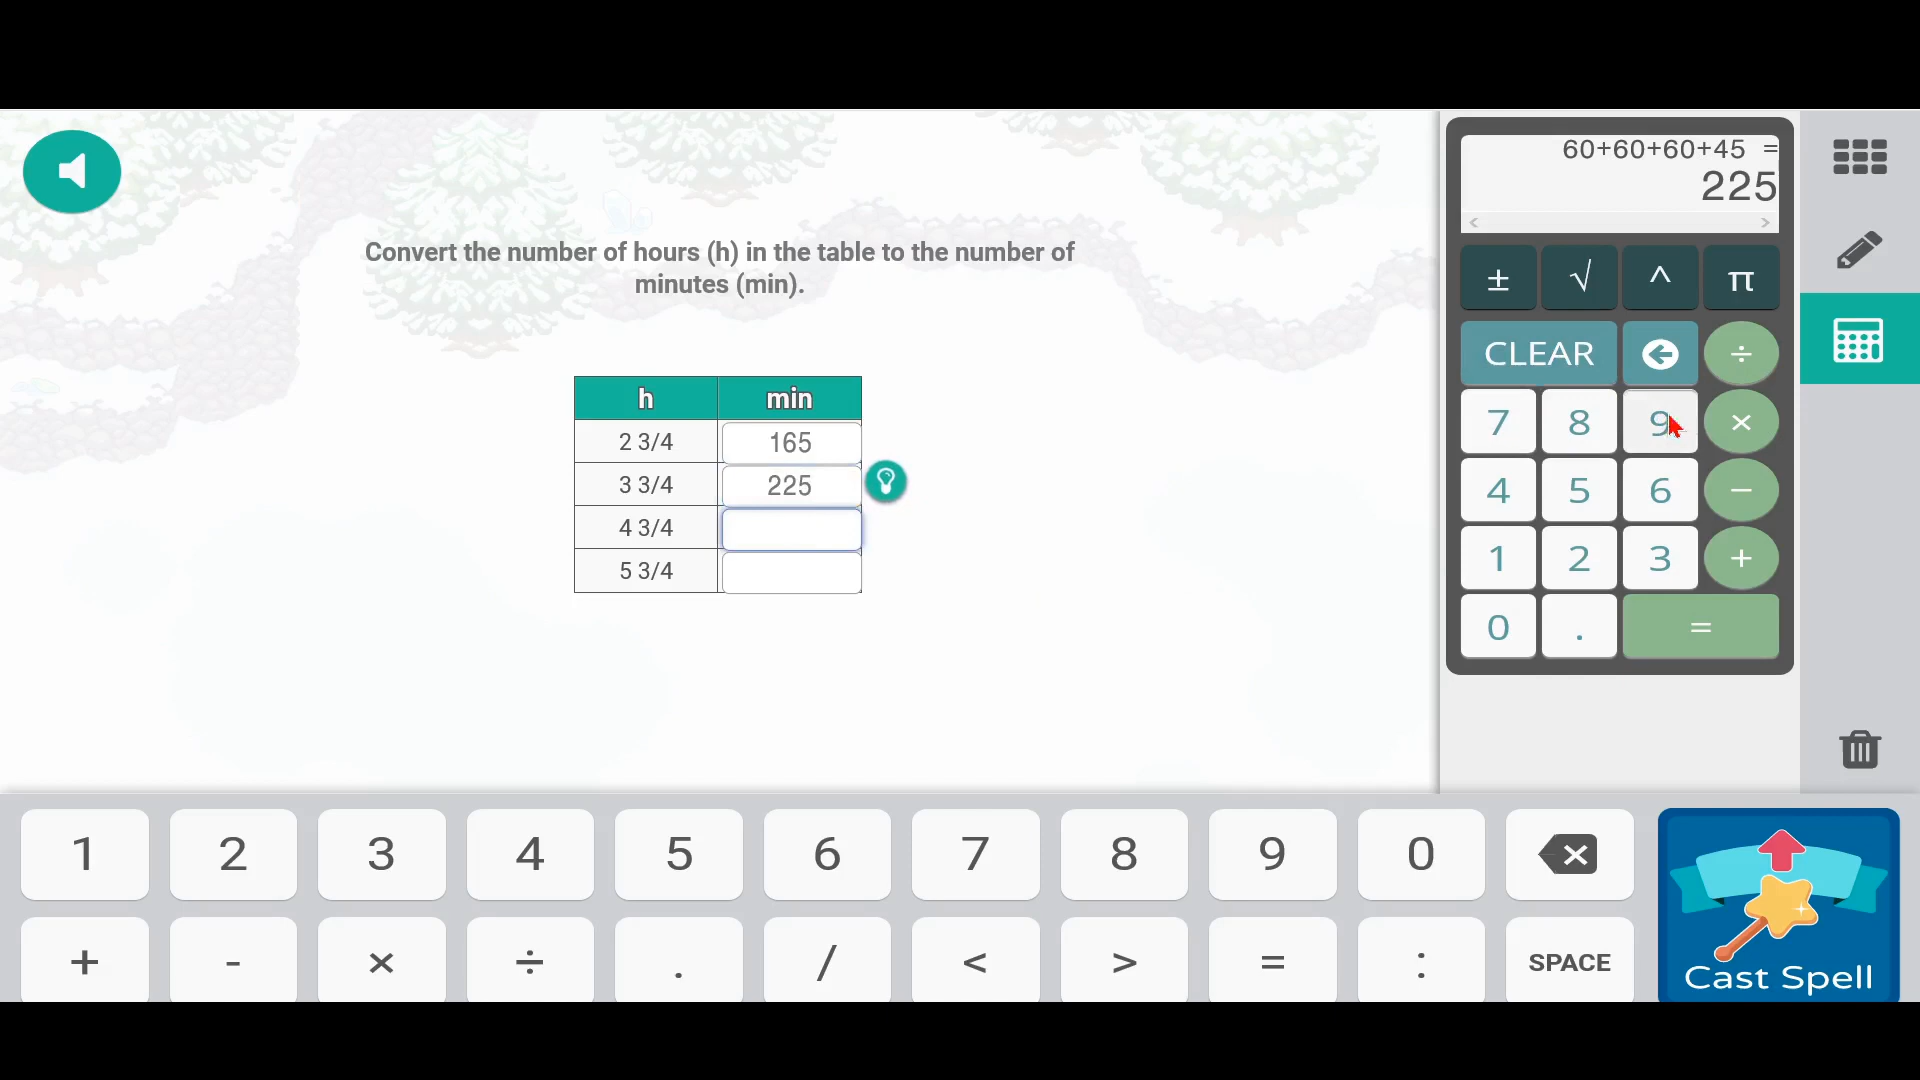 Convert the number of hours (h) in the table to the number of
minutes (min).
h min
2 3/4 165
3 3/4 225
4 3/4
5 3/4
60+60+60+45 =
225
< >
± √ ^ π
CLEAR ÷
7 8 9 ×
4 5 6 −
1 2 3 +
0 . =
1 2 3 4 5 6 7 8 9 0
+ - × ÷ . / < > = : SPACE
Cast Spell